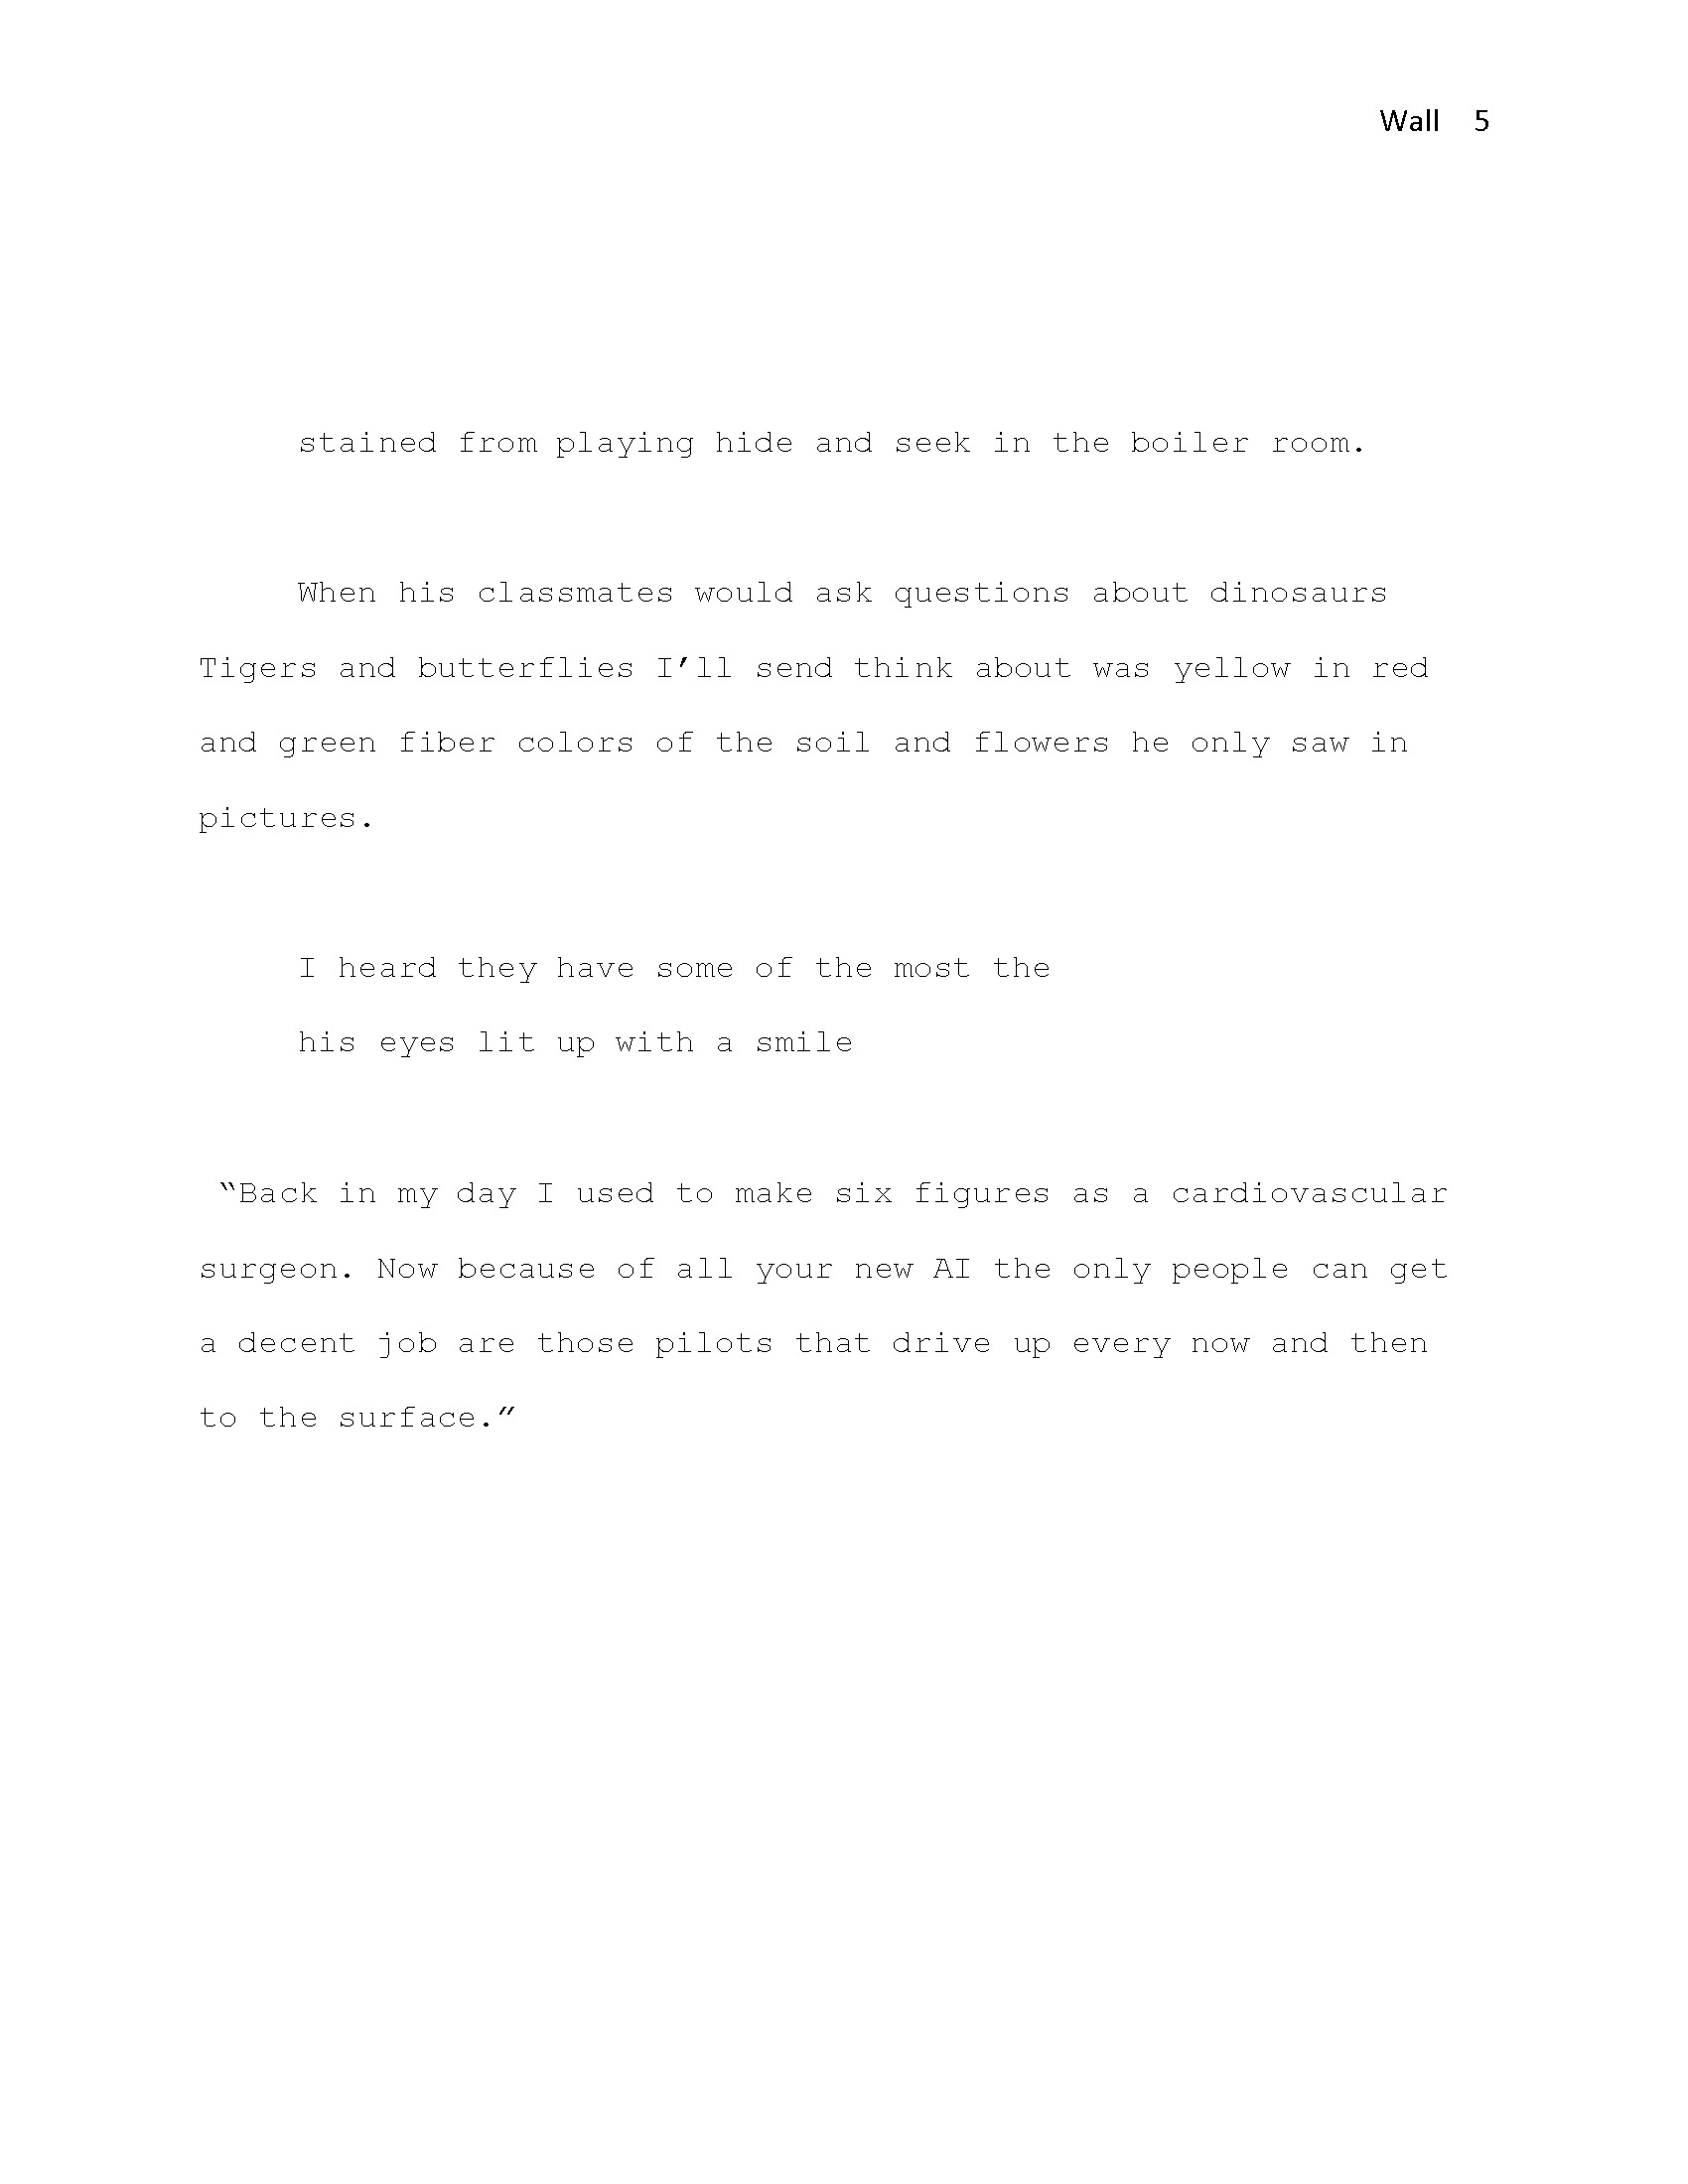 Wall 5
stained from playing hide and seek in the boiler room.
When his classmates would ask questions about dinosaurs
Tigers and butterflies I’ll send think about was yellow in red
and green fiber colors of the soil and flowers he only saw in
pictures.
I heard they have some of the most the
his eyes lit up with a smile
“Back in my day I used to make six figures as a cardiovascular
surgeon. Now because of all your new AI the only people can get
a decent job are those pilots that drive up every now and then
to the surface.”